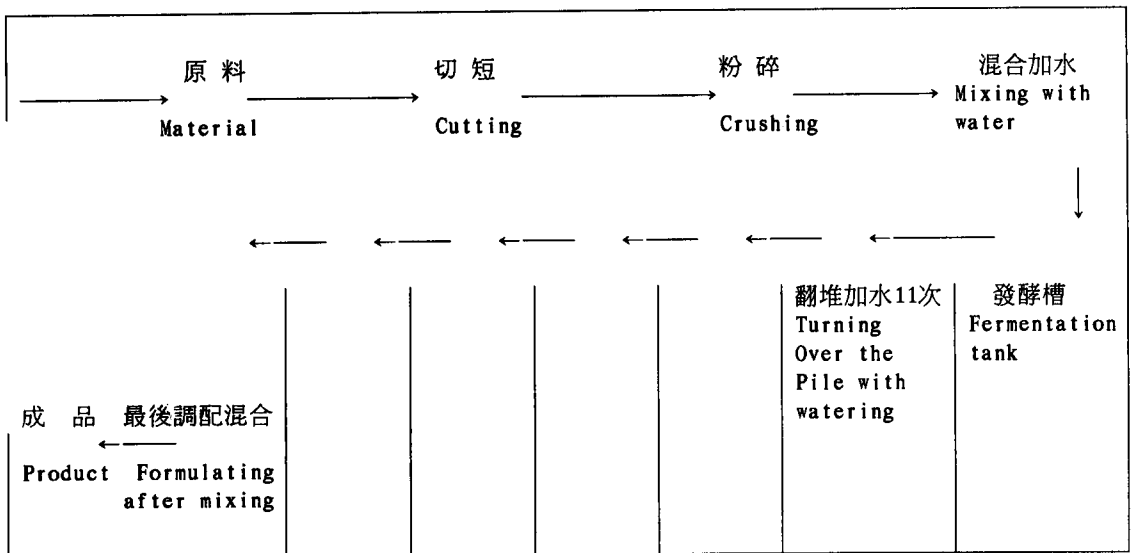 原料
Material
切短
Cutting
粉碎
Crushing
混合加水
Mixing with
water
發酵槽
Fermentation
tank
翻堆加水11次
Turning
Over the
Pile with
watering
最後調配混合
Formulating
after mixing
成品
Product